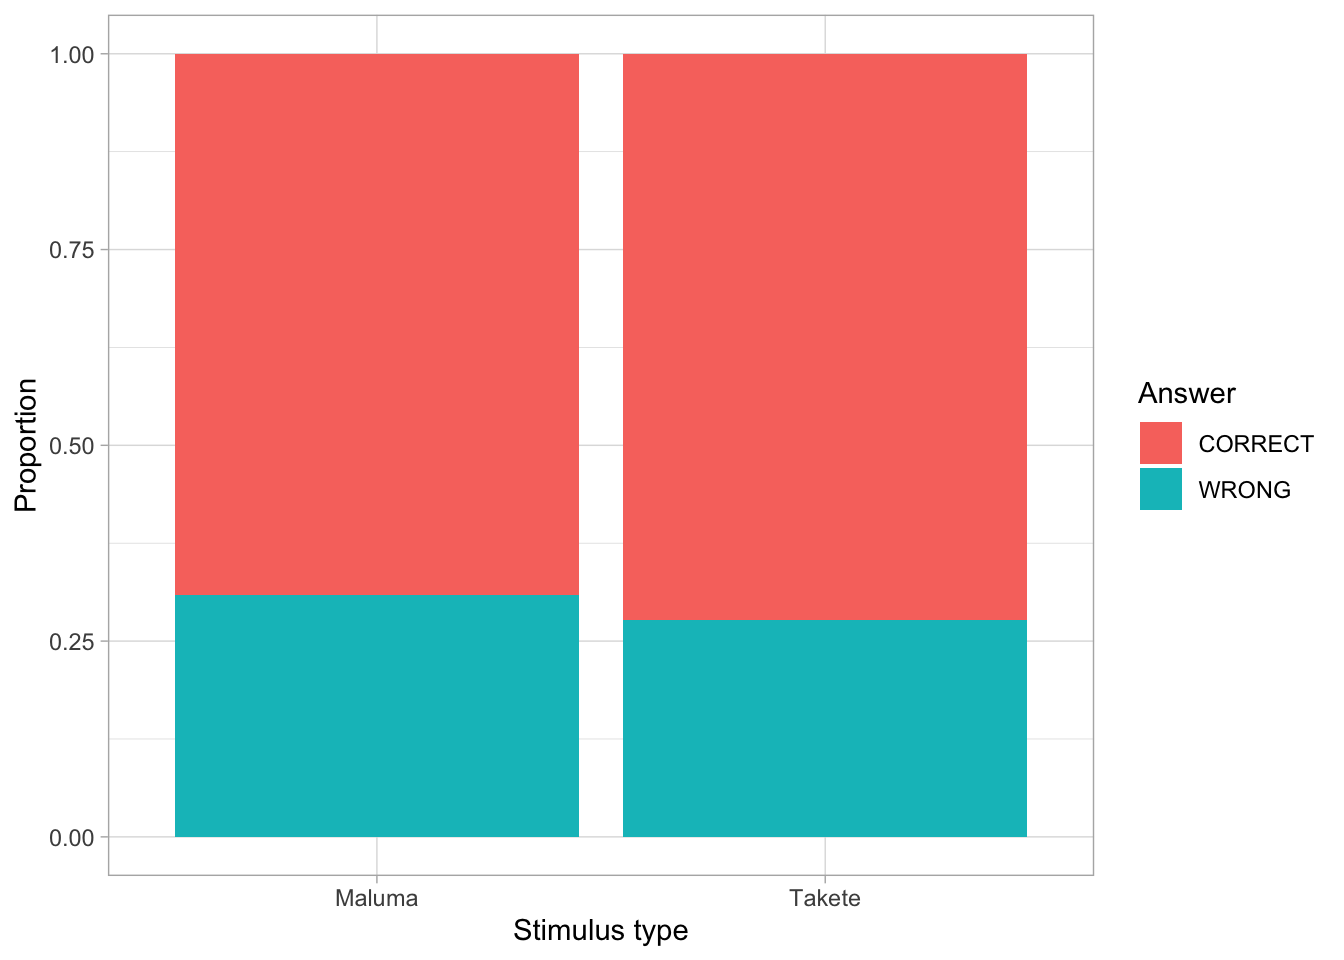 1.00
0.75
0.50
0.25
0.00
Proportion
Maluma
Takete
Stimulus type
Answer
CORRECT
WRONG